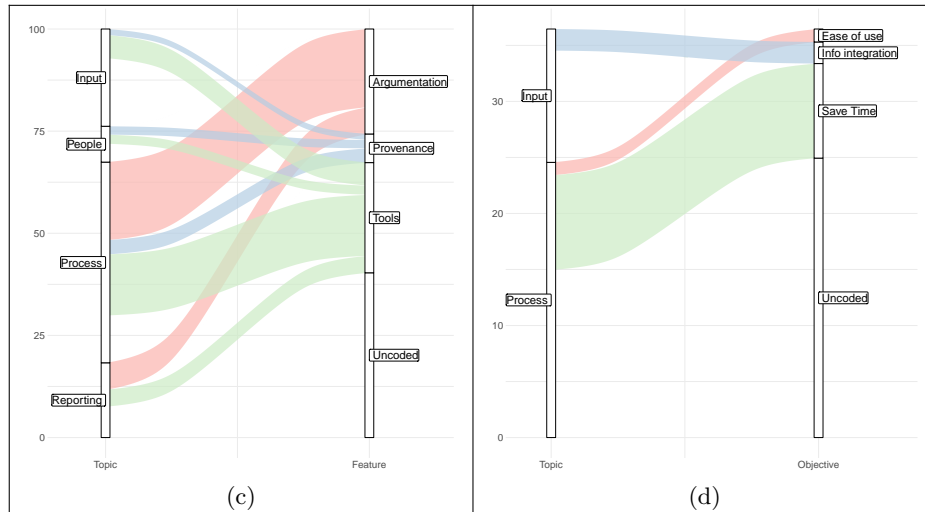 100
75
50
25
0
Input
People
Process
Reporting
Argumentation
Provenance
Tools
Uncoded
Topic
Feature
(c)
30
20
10
0
Input
Process
Ease of use
Info integration
Save Time
Uncoded
Topic
Objective
(d)